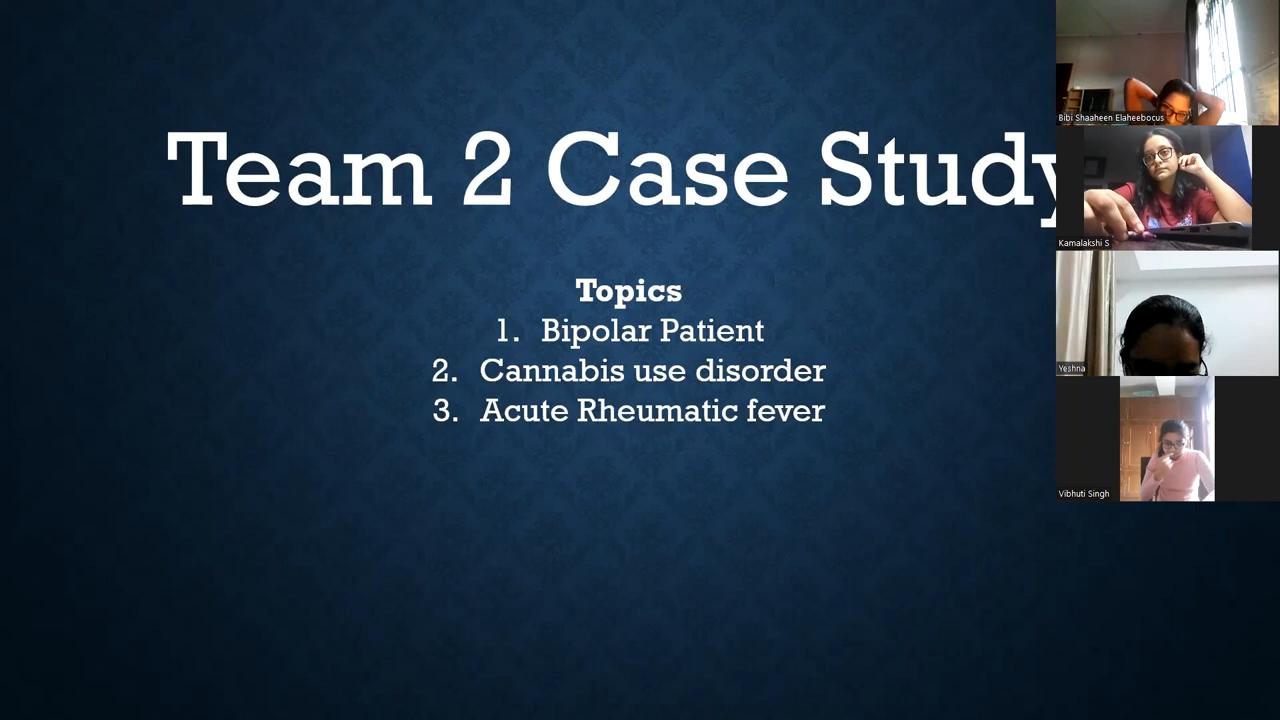 Team 2 Case Study
Topics
1. Bipolar Patient
2. Cannabis use disorder
3. Acute Rheumatic fever
Bibi Shaaheen Elaheebocus
Kamalakshi S
Yeshna
Vibhuti Singh